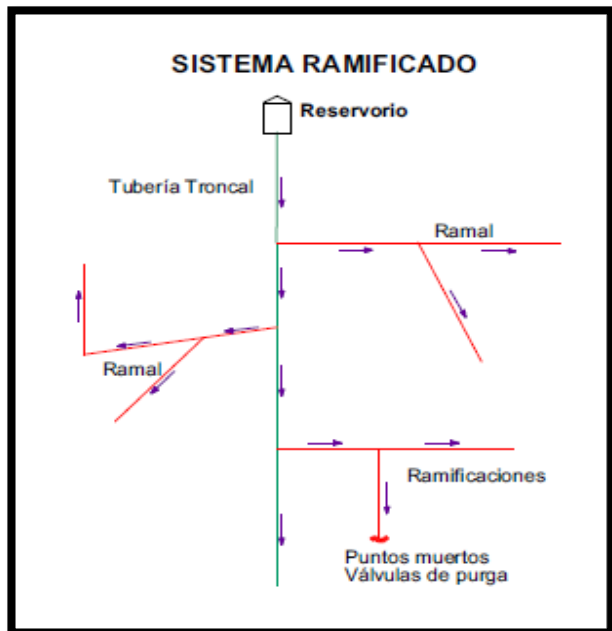 SISTEMA RAMIFICADO
Reservorio
Tubería Troncal
Ramal
Ramal
Ramificaciones
Puntos muertos
Válvulas de purga